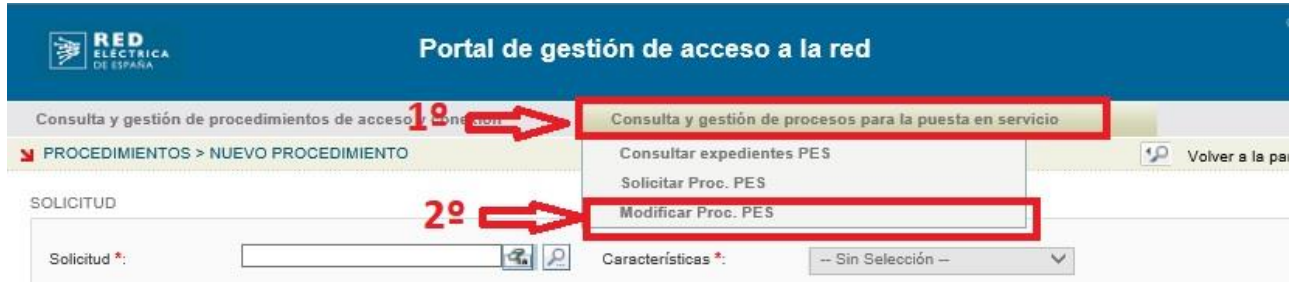 RED
ELÉCTRICA
DE ESPAÑA
Portal de gestión de acceso a la red
Consulta y gestión de procedimientos de acceso y conexión
1º
Consulta y gestión de procesos para la puesta en servicio
PROCEDIMIENTOS > NUEVO PROCEDIMIENTO
Consultar expedientes PES
Volver a la pa
Solicitar Proc. PES
SOLICITUD
2º
Modificar Proc. PES
Solicitud *:
Características *:
-- Sin Selección --